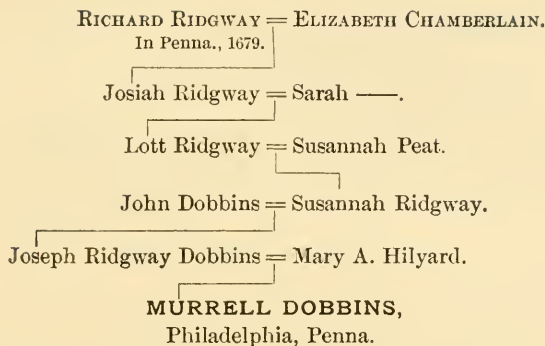 RICHARD RIDGWAY = ELIZABETH CHAMBERLAIN.
In Penna., 1679.
Josiah Ridgway = Sarah —.
Lott Ridgway = Susannah Peat.
John Dobbins = Susannah Ridgway.
Joseph Ridgway Dobbins = Mary A. Hilyard.
MURRELL DOBBINS,
Philadelphia, Penna.